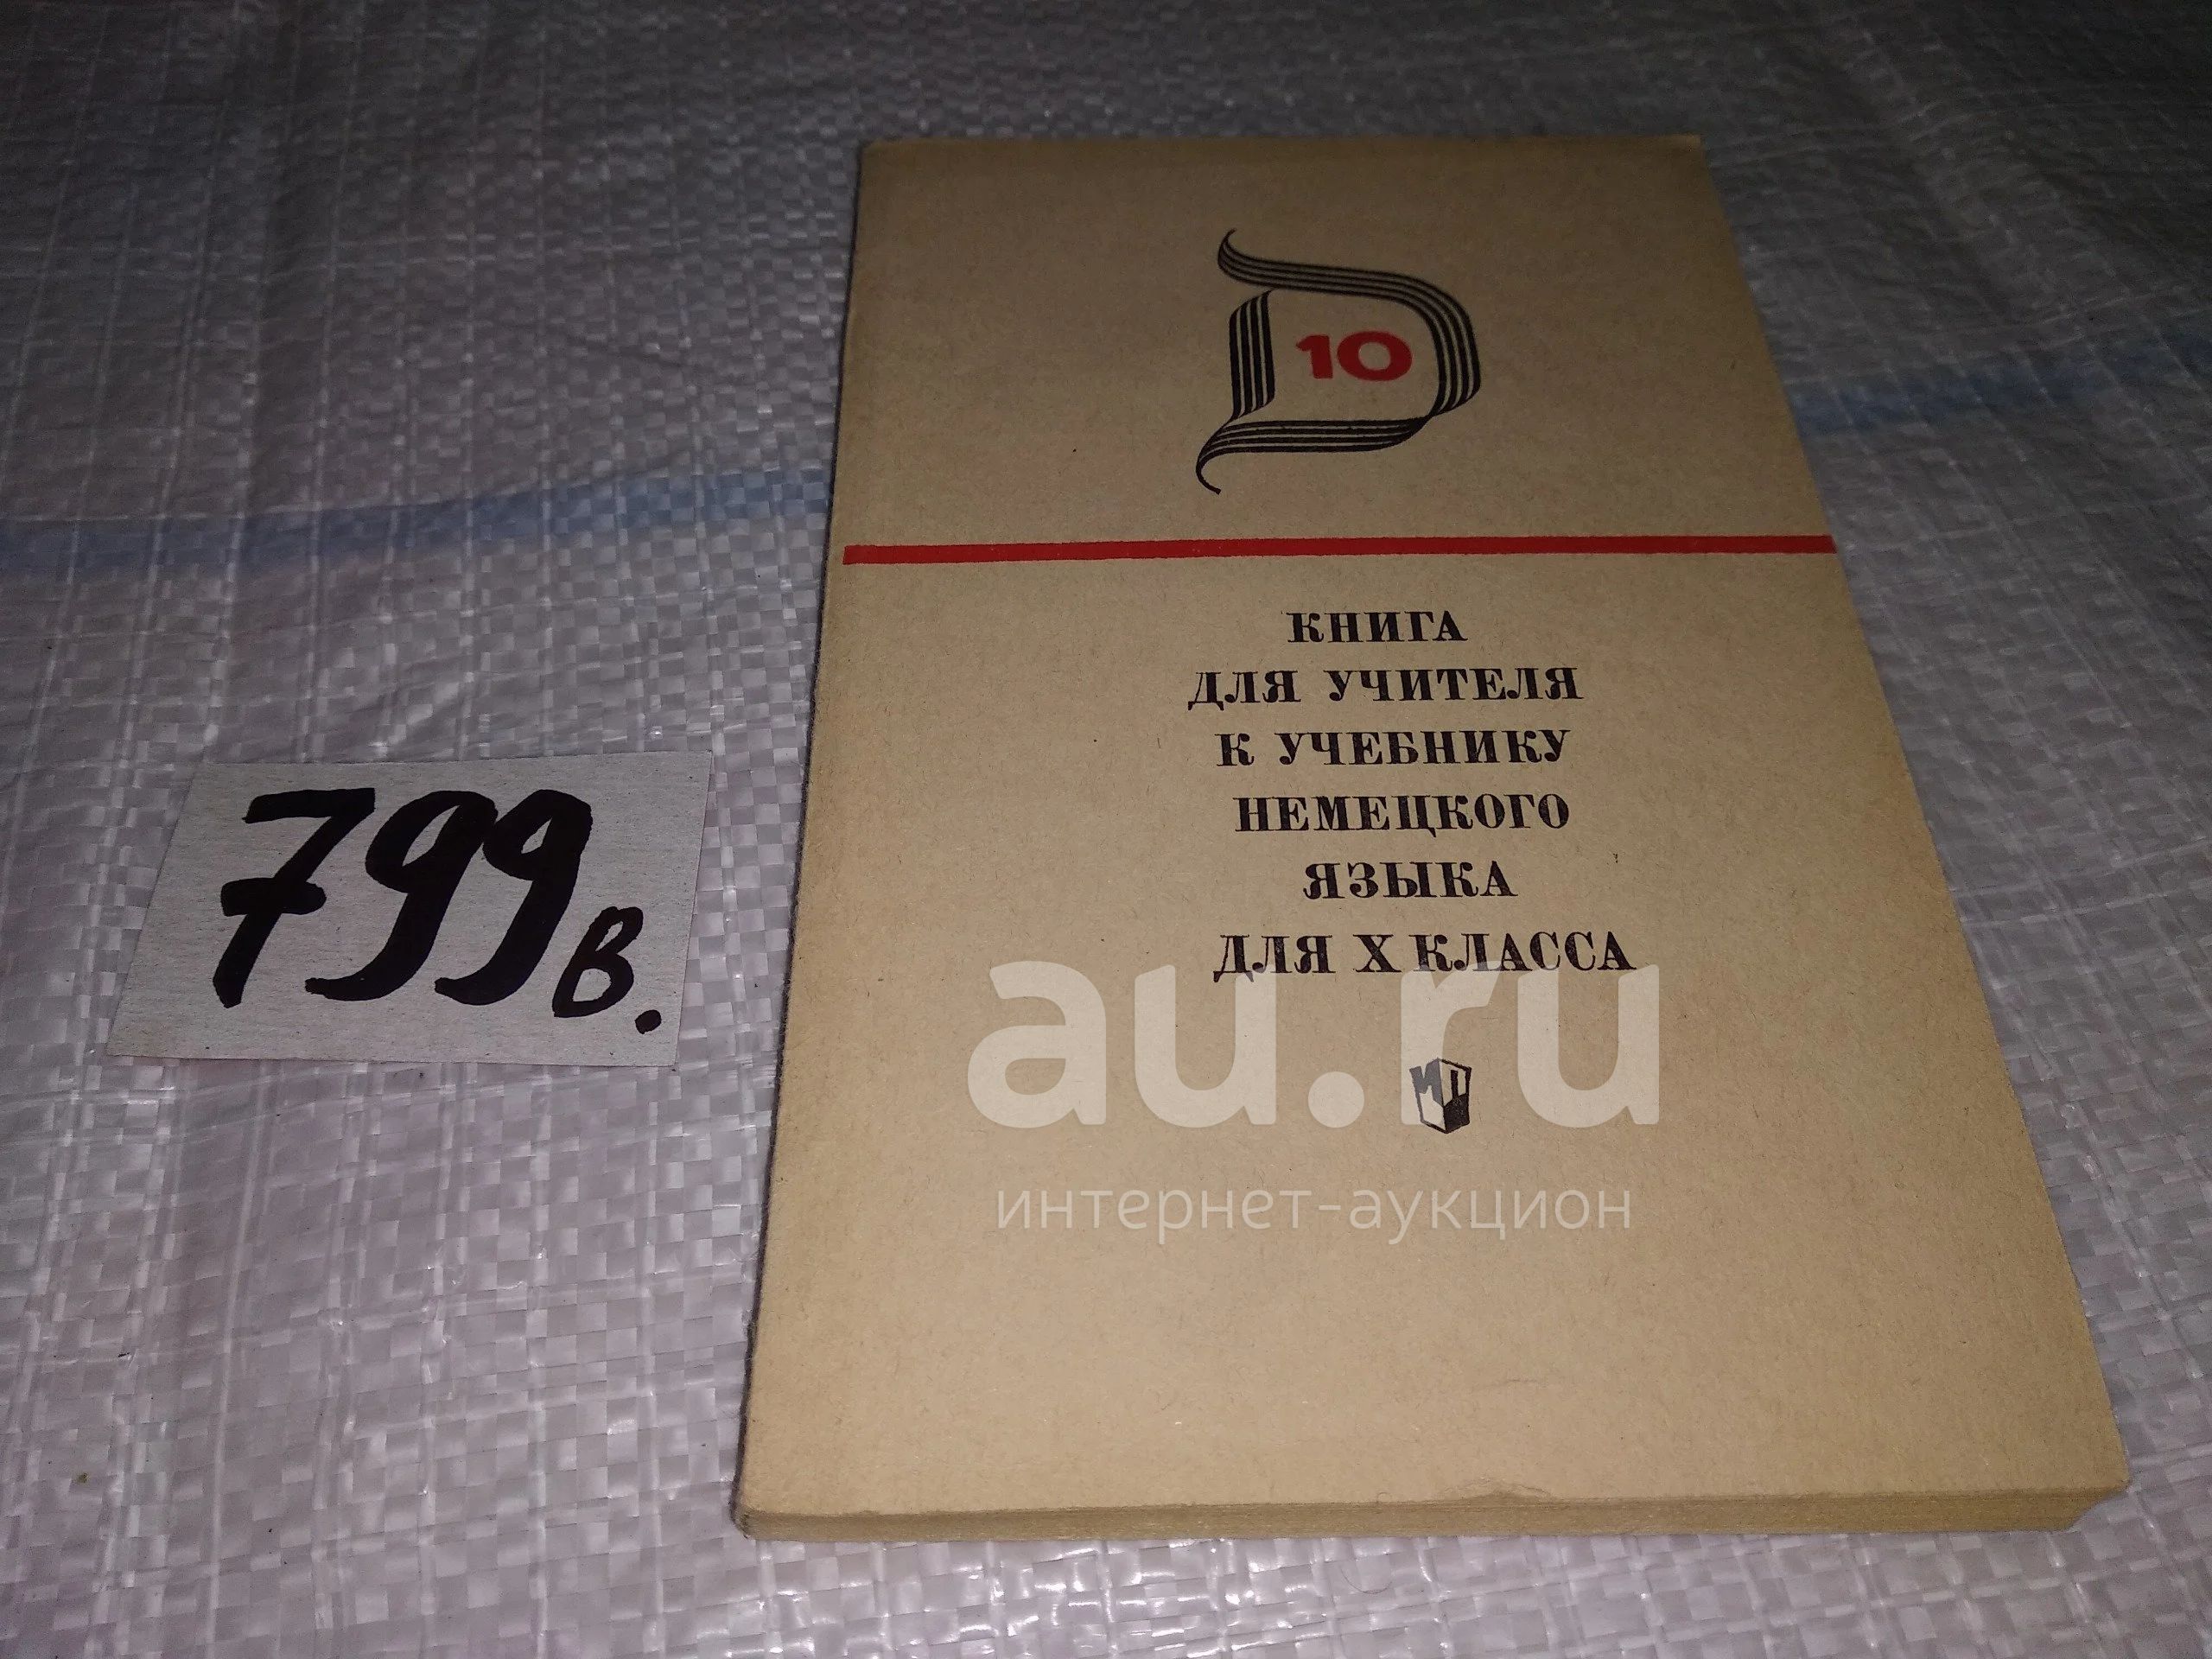 10
КНИГА
ДЛЯ УЧИТЕЛЯ
К УЧЕБНИКУ
НЕМЕЦКОГО
ЯЗЫКА
ДЛЯ X КЛАССА
799в.
au.ru
интернет-аукцион